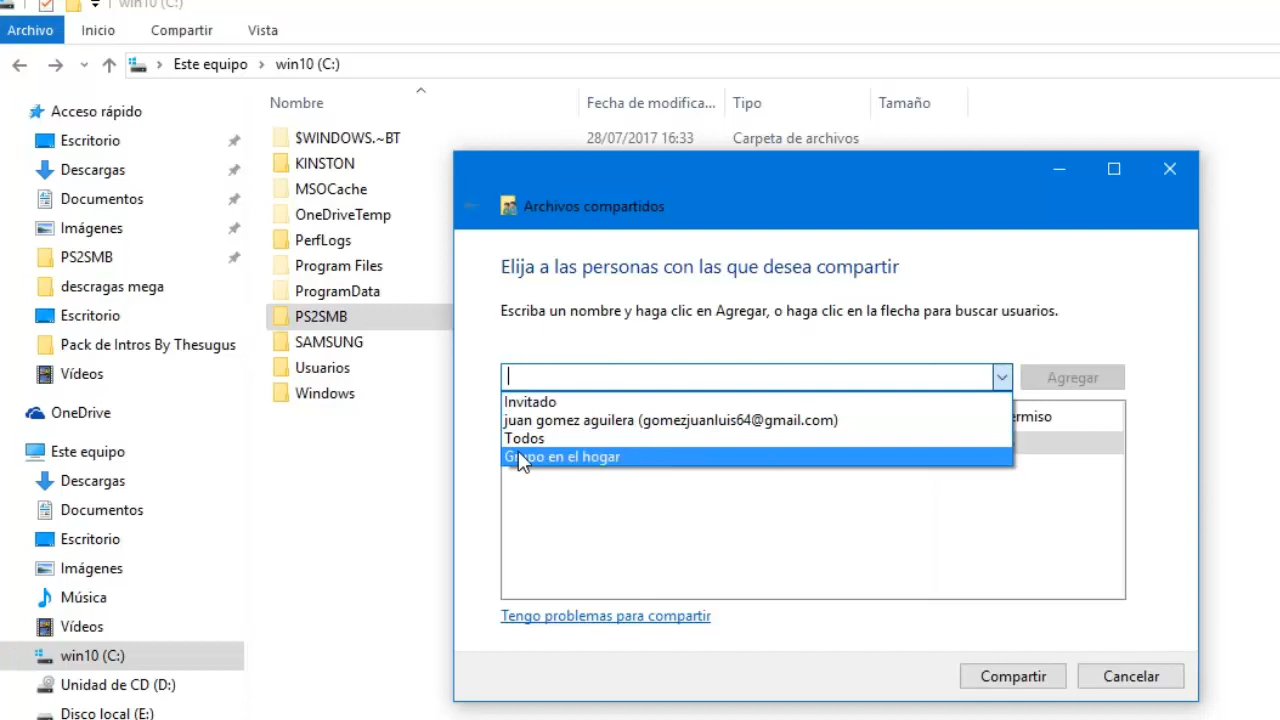 win10 (C:)
Archivo Inicio Compartir Vista
Este equipo win10 (C:)
Acceso rápido
Escritorio
Descargas
Documentos
Imágenes
PS2SMB
descragas mega
Escritorio
Pack de Intros By Thesugus
Vídeos
OneDrive
Este equipo
Descargas
Documentos
Escritorio
Imágenes
Música
Vídeos
win10 (C:)
Unidad de CD (D:)
Disco local (E:)
Nombre Fecha de modifica... Tipo Tamaño
$WINDOWS.~BT 28/07/2017 16:33 Carpeta de archivos
KINSTON
MSOCache
OneDriveTemp
PerfLogs
Program Files
ProgramData
PS2SMB
SAMSUNG
Usuarios
Windows
Archivos compartidos
Elija a las personas con las que desea compartir
Escriba un nombre y haga clic en Agregar, o haga clic en la flecha para buscar usuarios.
Agregar
Invitado
juan gomez aguilera (gomezjuanluis64@gmail.com)
Todos
Grupo en el hogar
ermiso
Tengo problemas para compartir
Compartir Cancelar